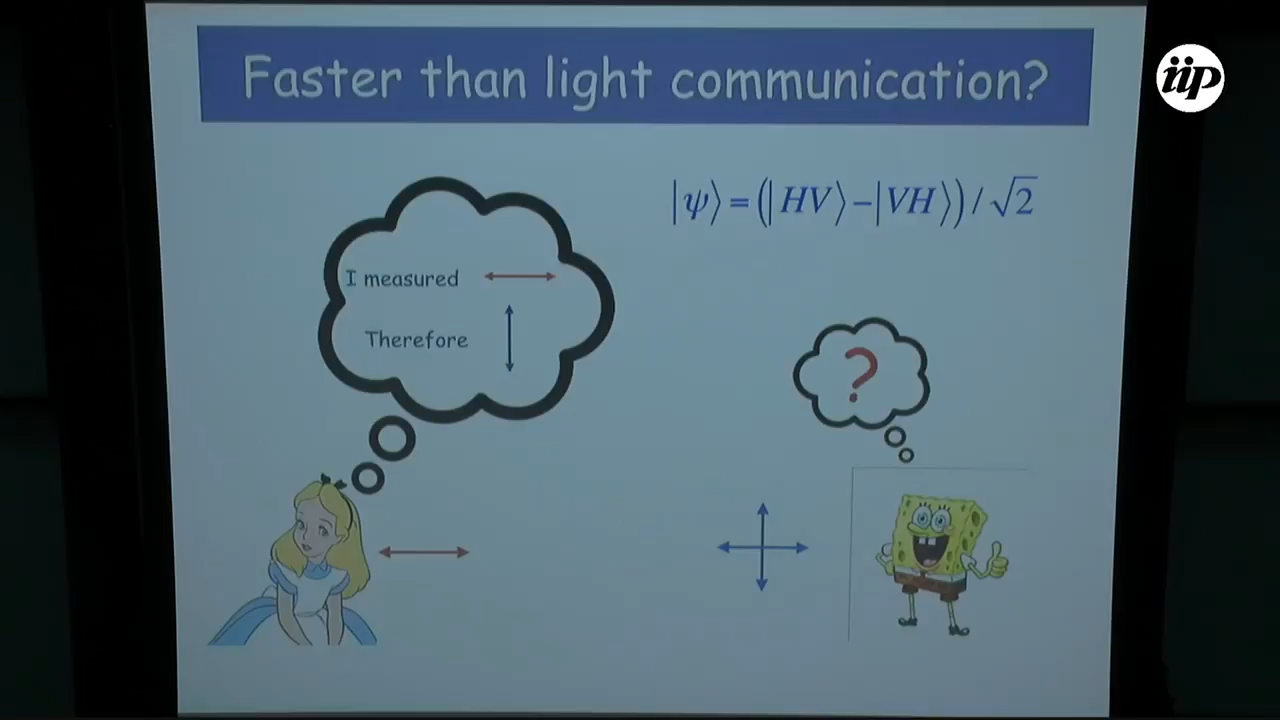 Faster than light communication?
iip
|ψ⟩=(|HV⟩−|VH⟩)/√2
I measured
Therefore
?